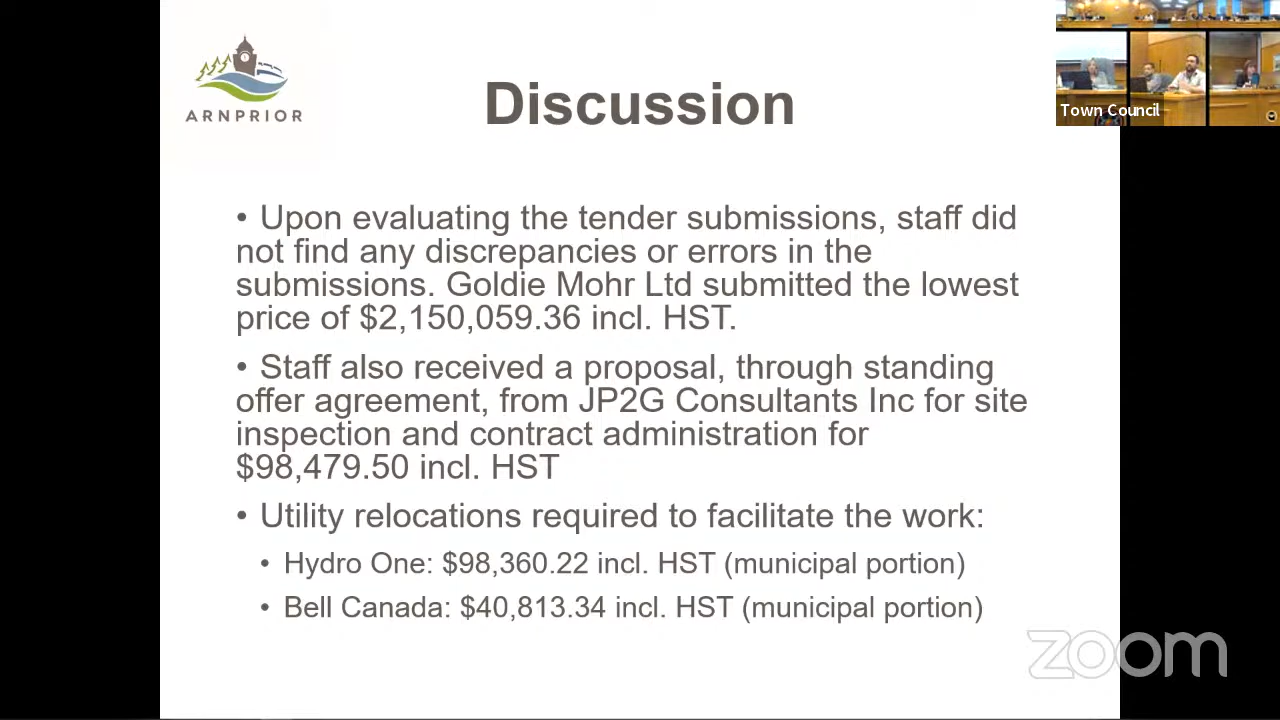 ARNPRIOR
Discussion
Town Council
• Upon evaluating the tender submissions, staff did
not find any discrepancies or errors in the
submissions. Goldie Mohr Ltd submitted the lowest
price of $2,150,059.36 incl. HST.
• Staff also received a proposal, through standing
offer agreement, from JP2G Consultants Inc for site
inspection and contract administration for
$98,479.50 incl. HST
• Utility relocations required to facilitate the work:
• Hydro One: $98,360.22 incl. HST (municipal portion)
• Bell Canada: $40,813.34 incl. HST (municipal portion)
zoom